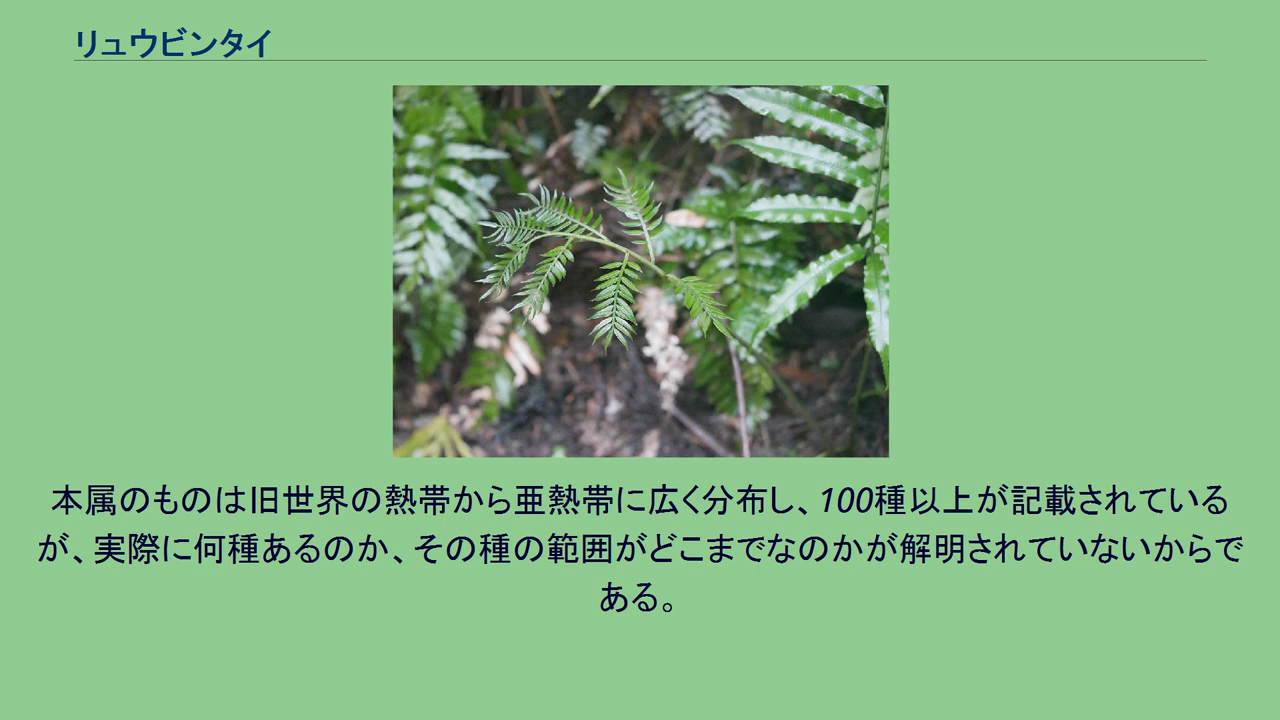 リュウビンタイ
本属のものは旧世界の熱帯から亜熱帯に広く分布し、100種以上が記載されている
が、実際に何種あるのか、その種の範囲がどこまでなのかが解明されていないからで
ある。